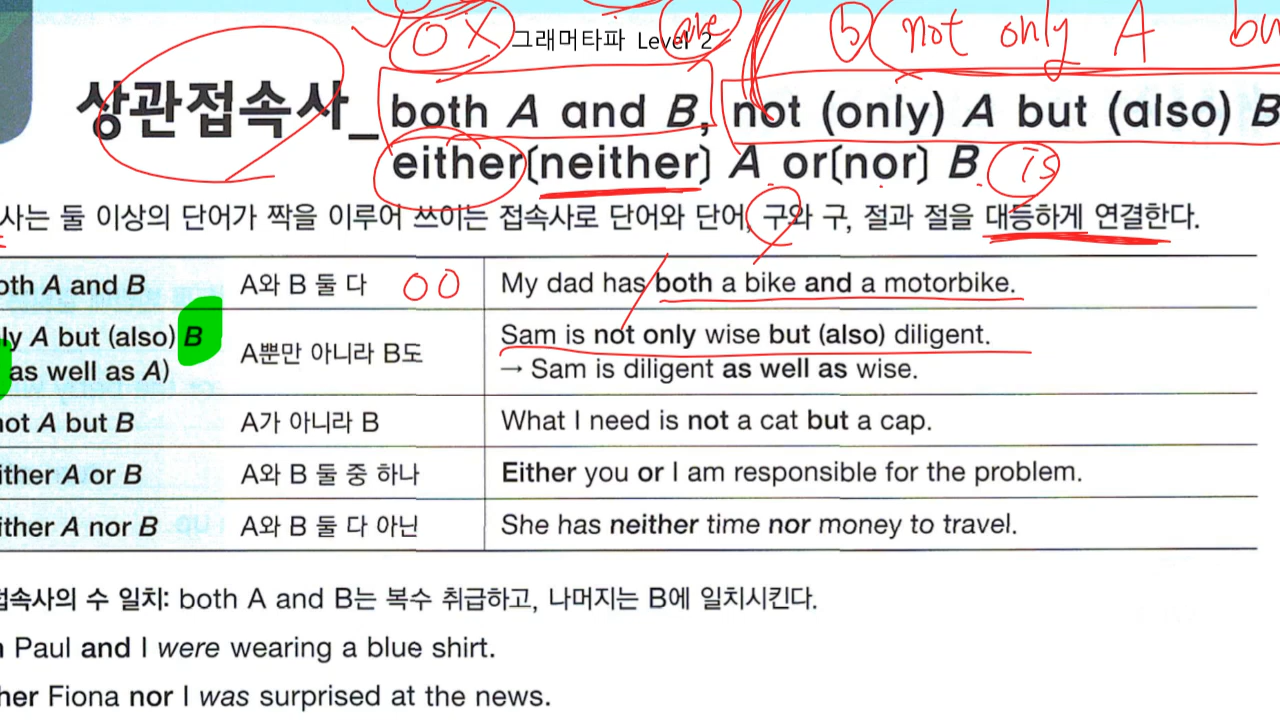 O X 그래머타파 Level 2 are ⑤ not only A bu
상관접속사_both A and B, not (only) A but (also) B
either(neither) A or(nor) B is
사는 둘 이상의 단어가 짝을 이루어 쓰이는 접속사로 단어와 단어, 구와 구, 절과 절을 대등하게 연결한다.
oth A and B A와 B 둘 다 O O My dad has both a bike and a motorbike.
ly A but (also) B A뿐만 아니라 B도 Sam is not only wise but (also) diligent.
as well as A) → Sam is diligent as well as wise.
not A but B A가 아니라 B What I need is not a cat but a cap.
ither A or B A와 B 둘 중 하나 Either you or I am responsible for the problem.
ither A nor B A와 B 둘 다 아닌 She has neither time nor money to travel.
접속사의 수 일치: both A and B는 복수 취급하고, 나머지는 B에 일치시킨다.
Paul and I were wearing a blue shirt.
her Fiona nor I was surprised at the news.